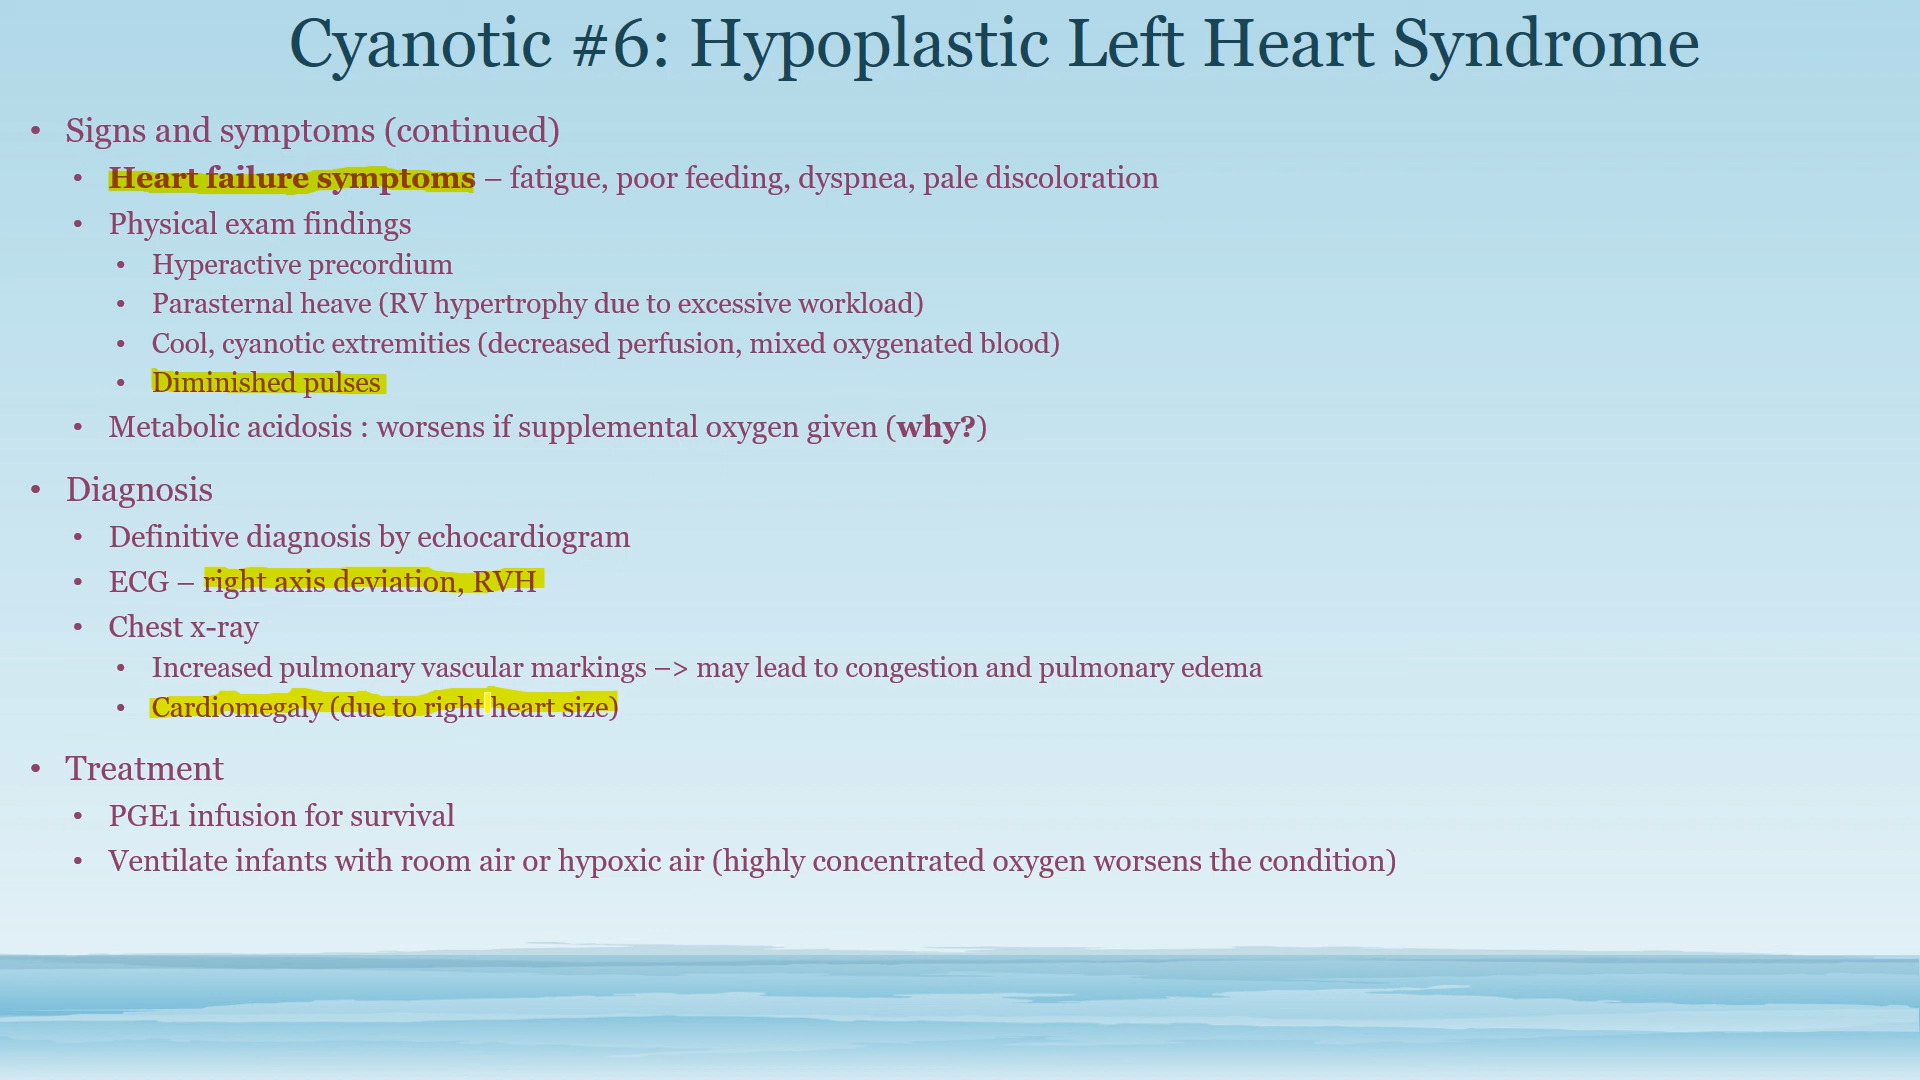 Cyanotic #6: Hypoplastic Left Heart Syndrome
• Signs and symptoms (continued)
• Heart failure symptoms – fatigue, poor feeding, dyspnea, pale discoloration
• Physical exam findings
• Hyperactive precordium
• Parasternal heave (RV hypertrophy due to excessive workload)
• Cool, cyanotic extremities (decreased perfusion, mixed oxygenated blood)
• Diminished pulses
• Metabolic acidosis : worsens if supplemental oxygen given (why?)
• Diagnosis
• Definitive diagnosis by echocardiogram
• ECG – right axis deviation, RVH
• Chest x-ray
• Increased pulmonary vascular markings –> may lead to congestion and pulmonary edema
• Cardiomegaly (due to right heart size)
• Treatment
• PGE1 infusion for survival
• Ventilate infants with room air or hypoxic air (highly concentrated oxygen worsens the condition)